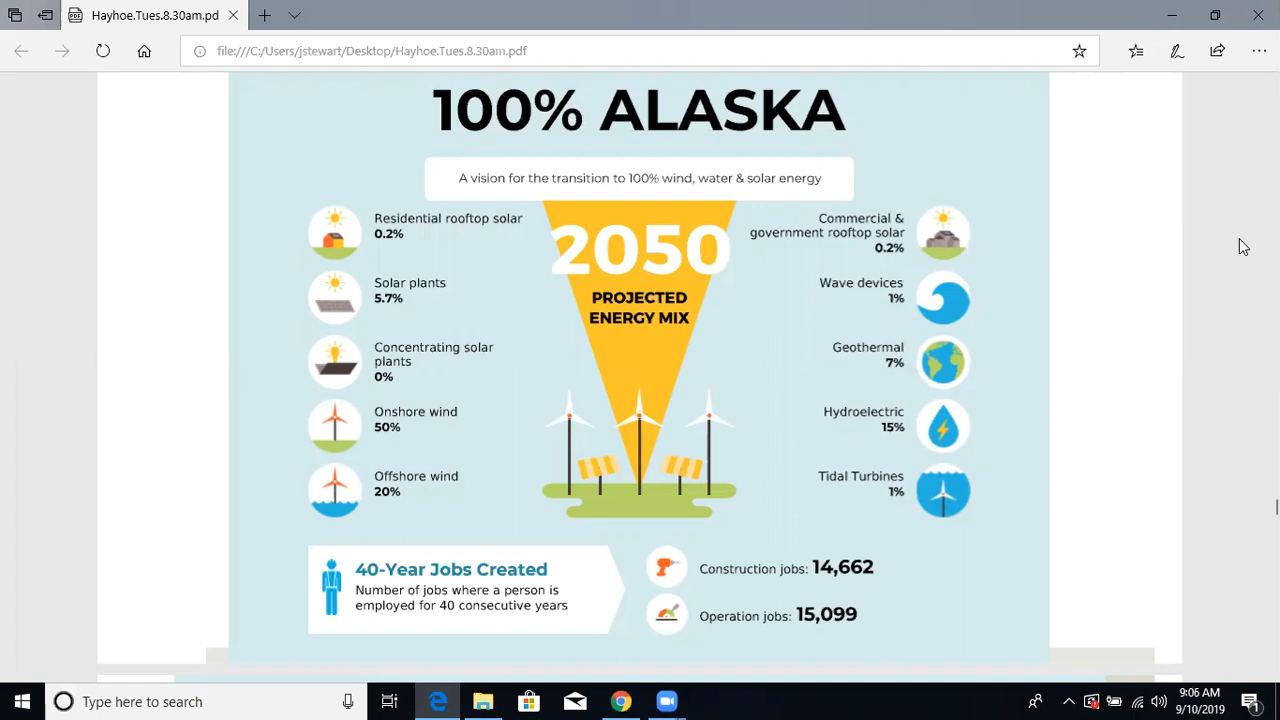 Hayhoe.Tues.8.30am.pdf
file:///C:/Users/jstewart/Desktop/Hayhoe.Tues.8.30am.pdf
100% ALASKA
A vision for the transition to 100% wind, water & solar energy
2050
PROJECTED
ENERGY MIX
Residential rooftop solar
0.2%
Solar plants
5.7%
Concentrating solar
plants
0%
Onshore wind
50%
Offshore wind
20%
Commercial &
government rooftop solar
0.2%
Wave devices
1%
Geothermal
7%
Hydroelectric
15%
Tidal Turbines
1%
40-Year Jobs Created
Number of jobs where a person is
employed for 40 consecutive years
Construction jobs: 14,662
Operation jobs: 15,099
Type here to search
9:06 AM
9/10/2019
1